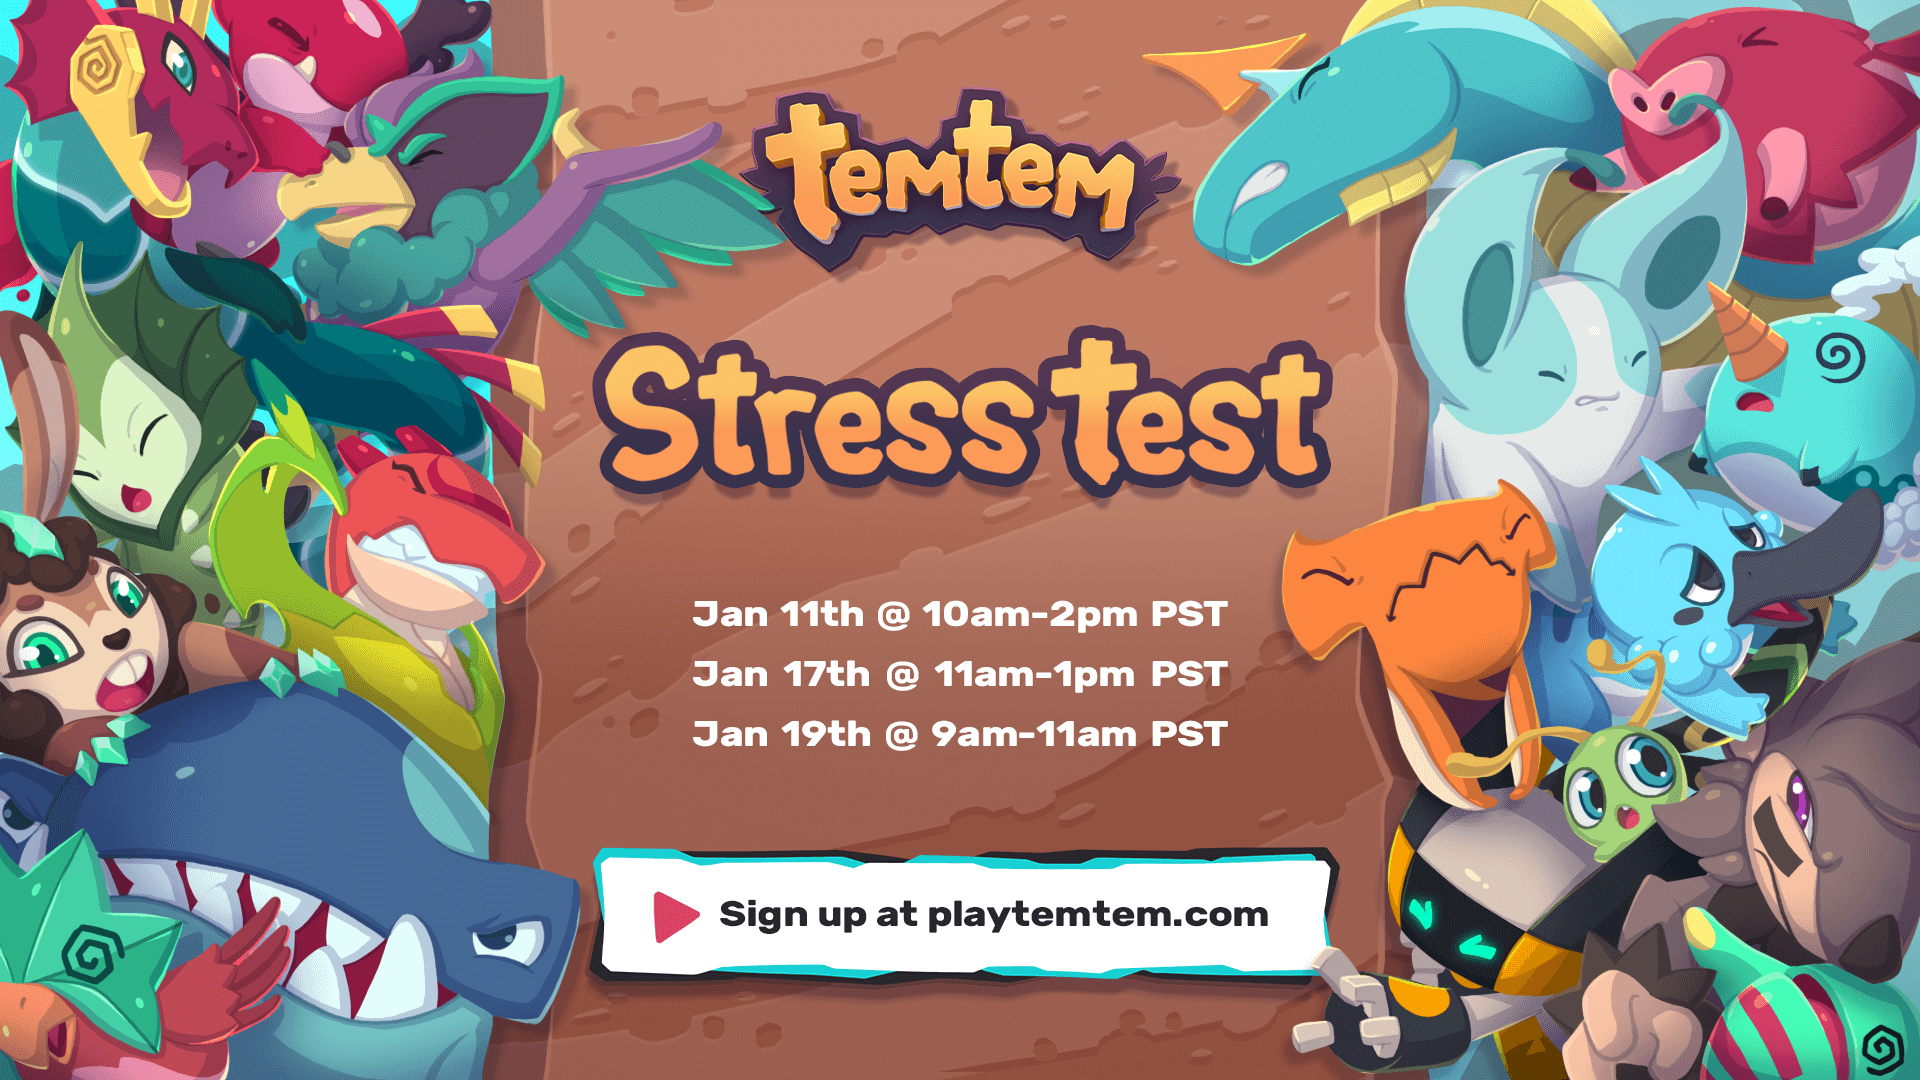 temtem
Stress test
Jan 11th @ 10am-2pm PST
Jan 17th @ 11am-1pm PST
Jan 19th @ 9am-11am PST
Sign up at playtemtem.com